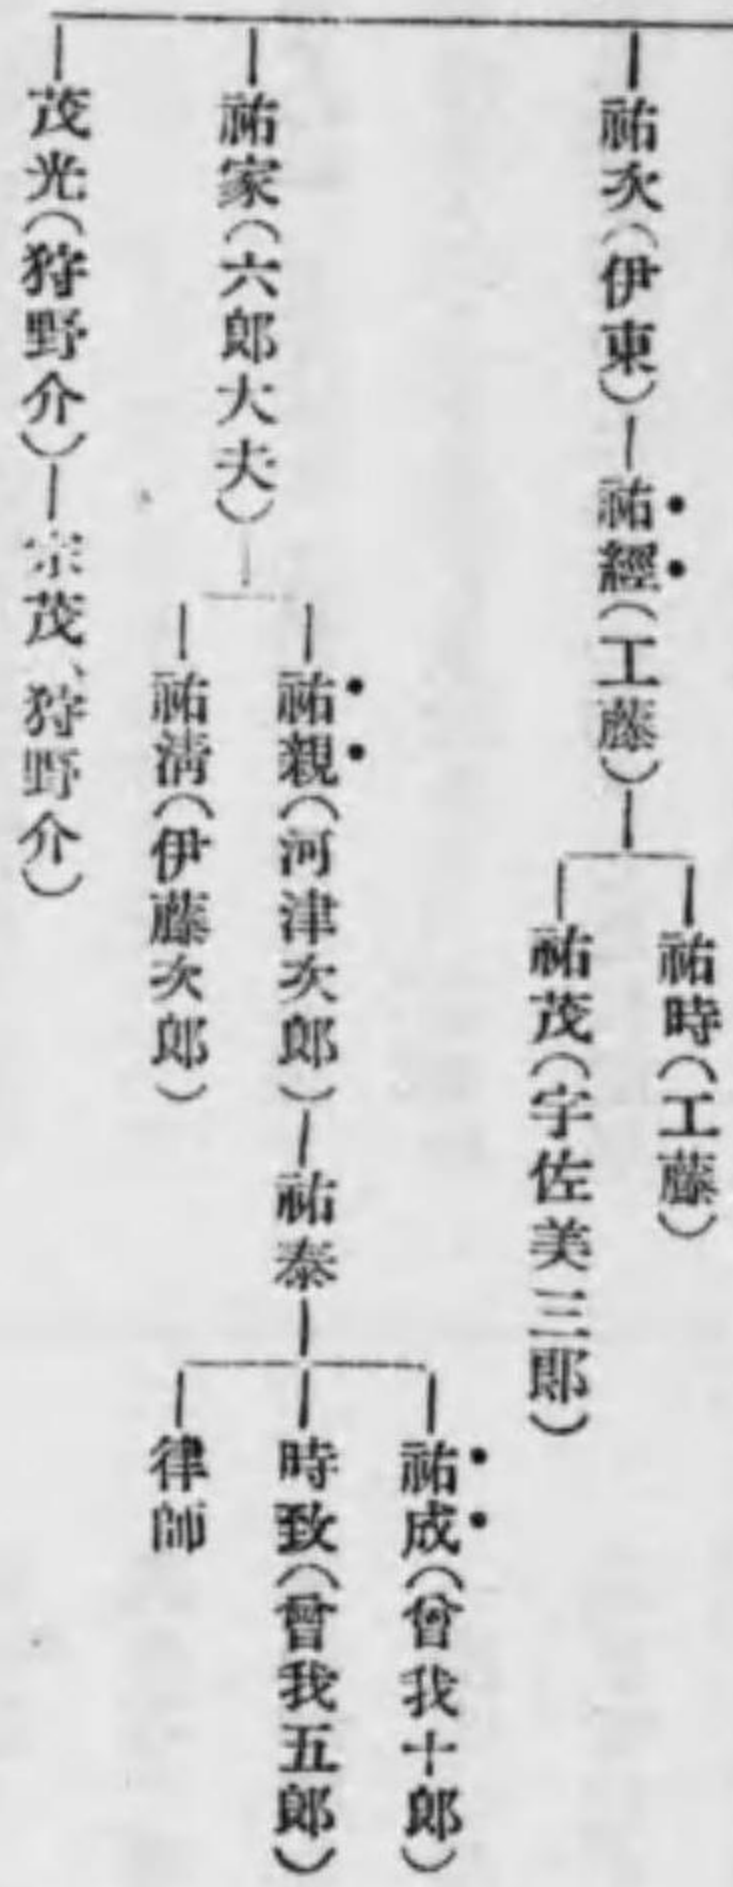 祐次(伊東)
祐經(工藤)
祐時(工藤)
祐茂(宇佐美三郎)
祐家(六郎大夫)
祐親(河津次郎)
祐泰
祐成(曾我十郎)
時致(曾我五郎)
律師
祐清(伊藤次郎)
茂光(狩野介)
宗茂(狩野介)